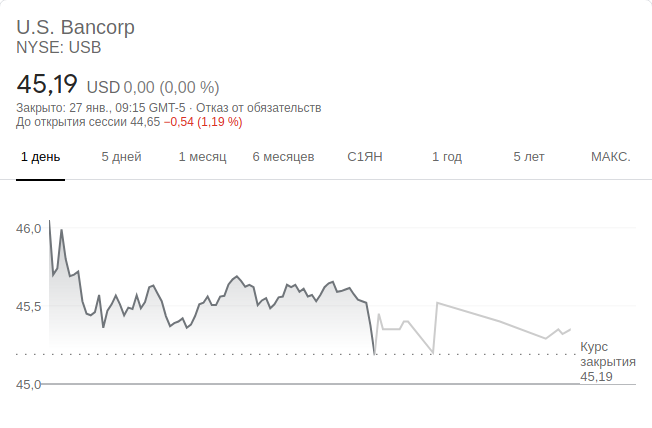 U.S. Bancorp
NYSE: USB
45,19 USD 0,00 (0,00 %)
Закрыто: 27 янв., 09:15 GMT-5 · Отказ от обязательств
До открытия сессии 44,65 −0,54 (1,19 %)
1 день 5 дней 1 месяц 6 месяцев С1ЯН 1 год 5 лет МАКС.
46,0
45,5
Курс
закрытия
45,19
45,0